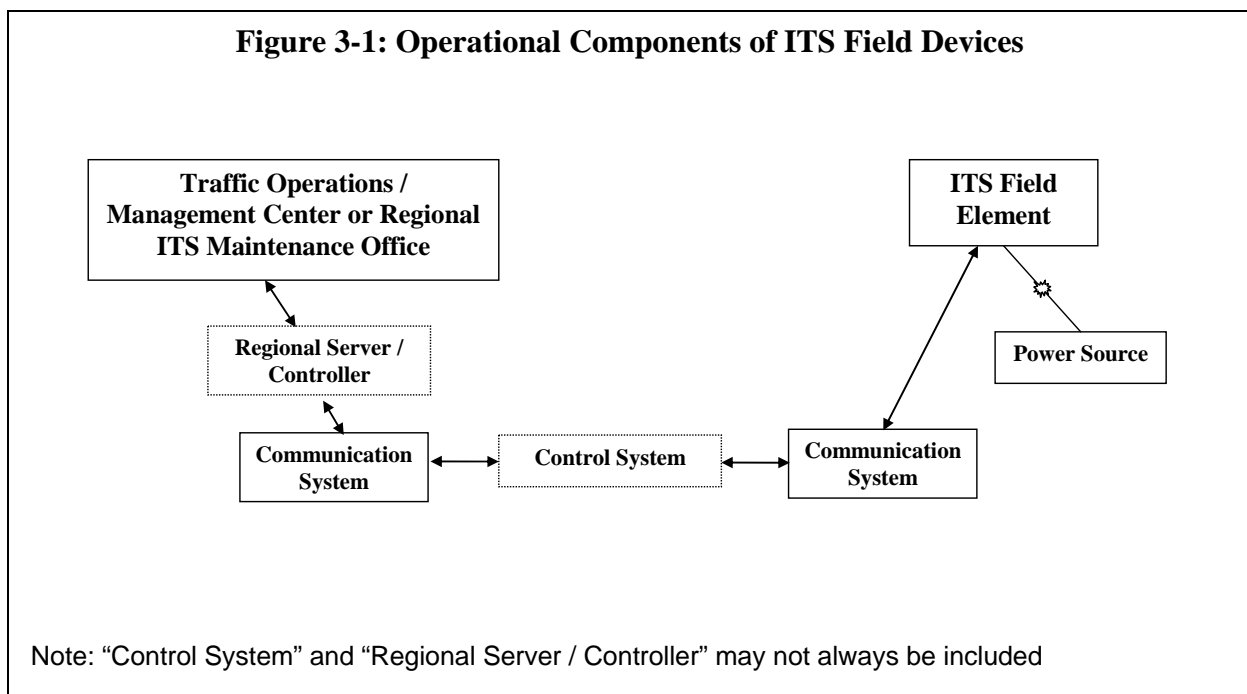 Figure 3-1: Operational Components of ITS Field Devices
Traffic Operations /
Management Center or Regional
ITS Maintenance Office
ITS Field
Element
Regional Server /
Controller
Power Source
Communication
System
Control System
Communication
System
Note: “Control System” and “Regional Server / Controller” may not always be included